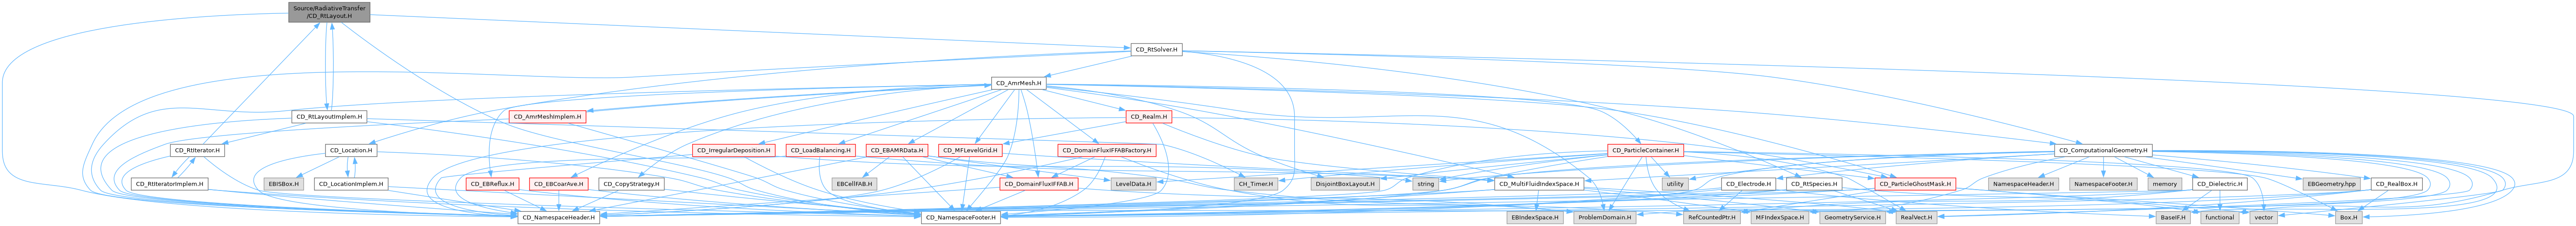 Source/RadiativeTransfer
/CD_RtLayout.H
CD_RtSolver.H
CD_AmrMesh.H
CD_RtLayoutImplem.H
CD_AmrMeshImplem.H
CD_Realm.H
CD_RtIterator.H
CD_Location.H
CD_IrregularDeposition.H
CD_LoadBalancing.H
CD_EBAMRData.H
CD_MFLevelGrid.H
CD_DomainFluxIFFABFactory.H
CD_ParticleContainer.H
CD_ComputationalGeometry.H
CD_RtIteratorImplem.H
EBISBox.H
CD_LocationImplem.H
CD_EBReflux.H
CD_EBCoarAve.H
CD_CopyStrategy.H
EBCellFAB.H
CD_DomainFluxIFFAB.H
LevelData.H
CH_Timer.H
DisjointBoxLayout.H
string
CD_MultiFluidIndexSpace.H
utility
CD_Electrode.H
CD_RtSpecies.H
CD_ParticleGhostMask.H
NamespaceHeader.H
NamespaceFooter.H
memory
CD_Dielectric.H
EBGeometry.hpp
CD_RealBox.H
CD_NamespaceHeader.H
CD_NamespaceFooter.H
EBIndexSpace.H
ProblemDomain.H
RefCountedPtr.H
MFIndexSpace.H
GeometryService.H
RealVect.H
BaseIF.H
functional
vector
Box.H